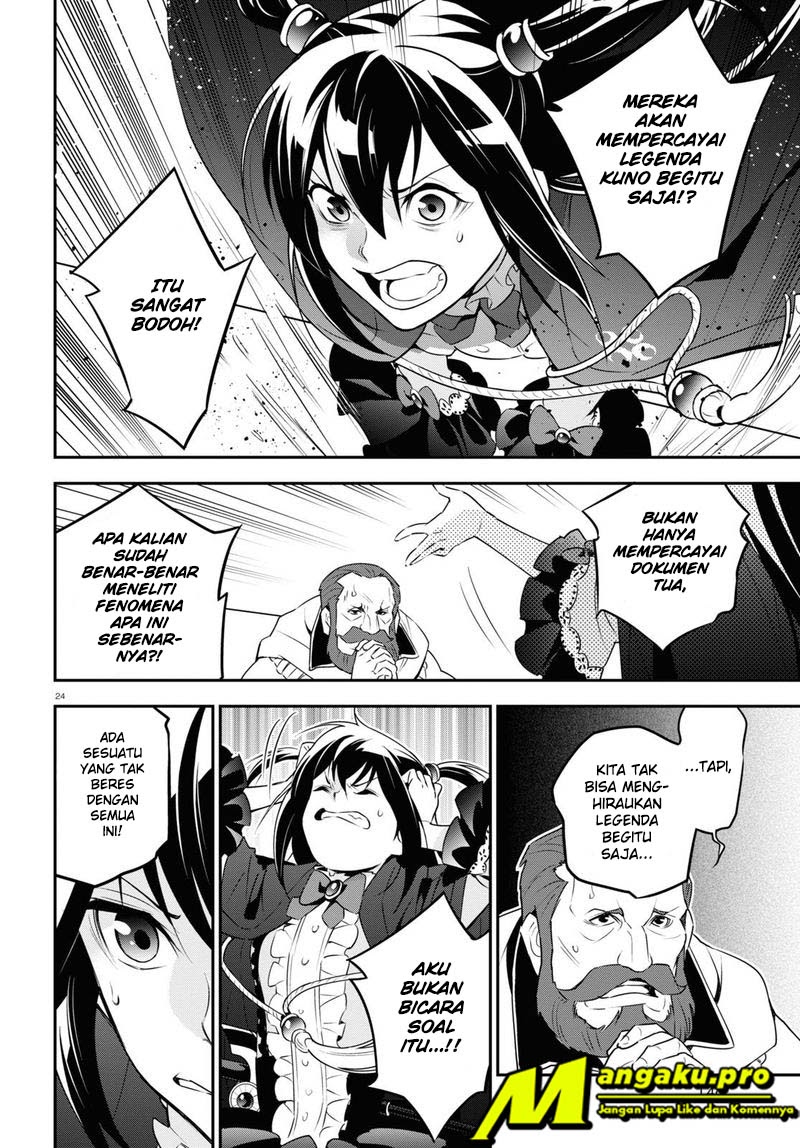 MEREKA
AKAN
MEMPERCAYAI
LEGENDA
KUNO BEGITU
SAJA!?
ITU
SANGAT
BODOH!
BUKAN
HANYA
MEMPERCAYAI
DOKUMEN
TUA,
APA KALIAN
SUDAH
BENAR-BENAR
MENELITI
FENOMENA
APA INI
SEBENAR-
NYA?!
24
...TAPI,
KITA TAK
BISA MENG-
HIRAUKAN
LEGENDA
BEGITU
SAJA...
AKU
BUKAN
BICARA
SOAL
ITU...!!
ADA
SESUATU
YANG TAK
BERES
DENGAN
SEMUA
INI!
Mangaku.pro
Jangan Lupa Like dan Komennya